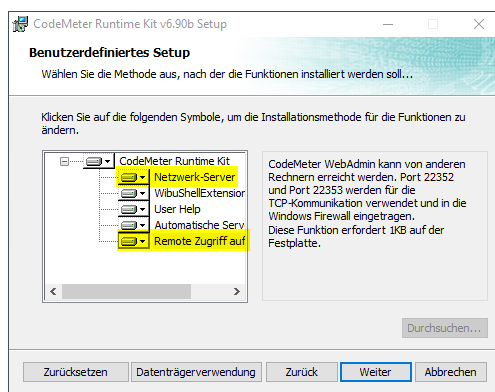 CodeMeter Runtime Kit v6.90b Setup
Benutzerdefiniertes Setup
Wählen Sie die Methode aus, nach der die Funktionen installiert werden soll...
Klicken Sie auf die folgenden Symbole, um die Installationsmethode für die Funktionen zu
ändern.
CodeMeter Runtime Kit
Netzwerk-Server
WibuShellExtension
User Help
Automatische Serv
Remote Zugriff auf
CodeMeter WebAdmin kann von anderen
Rechnern erreicht werden. Port 22352
und Port 22353 werden für die
TCP-Kommunikation verwendet und in die
Windows Firewall eingetragen.
Diese Funktion erfordert 1KB auf der
Festplatte.
Durchsuchen...
Zurücksetzen Datenträgerverwendung Zurück Weiter Abbrechen